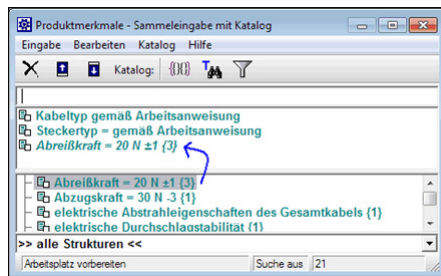 Produktmerkmale - Sammeleingabe mit Katalog
Eingabe Bearbeiten Katalog Hilfe
Katalog:
Kabeltyp gemäß Arbeitsanweisung
Steckertyp = gemäß Arbeitsanweisung
Abreißkraft = 20 N ±1 {3}
Abreißkraft = 20 N ±1 {3}
Abzugskraft = 30 N -3 {1}
elektrische Abstrahleigenschaften des Gesamtkabels {1}
elektrische Durchschlagstabilität {1}
>> alle Strukturen <<
Arbeitsplatz vorbereiten Suche aus 21